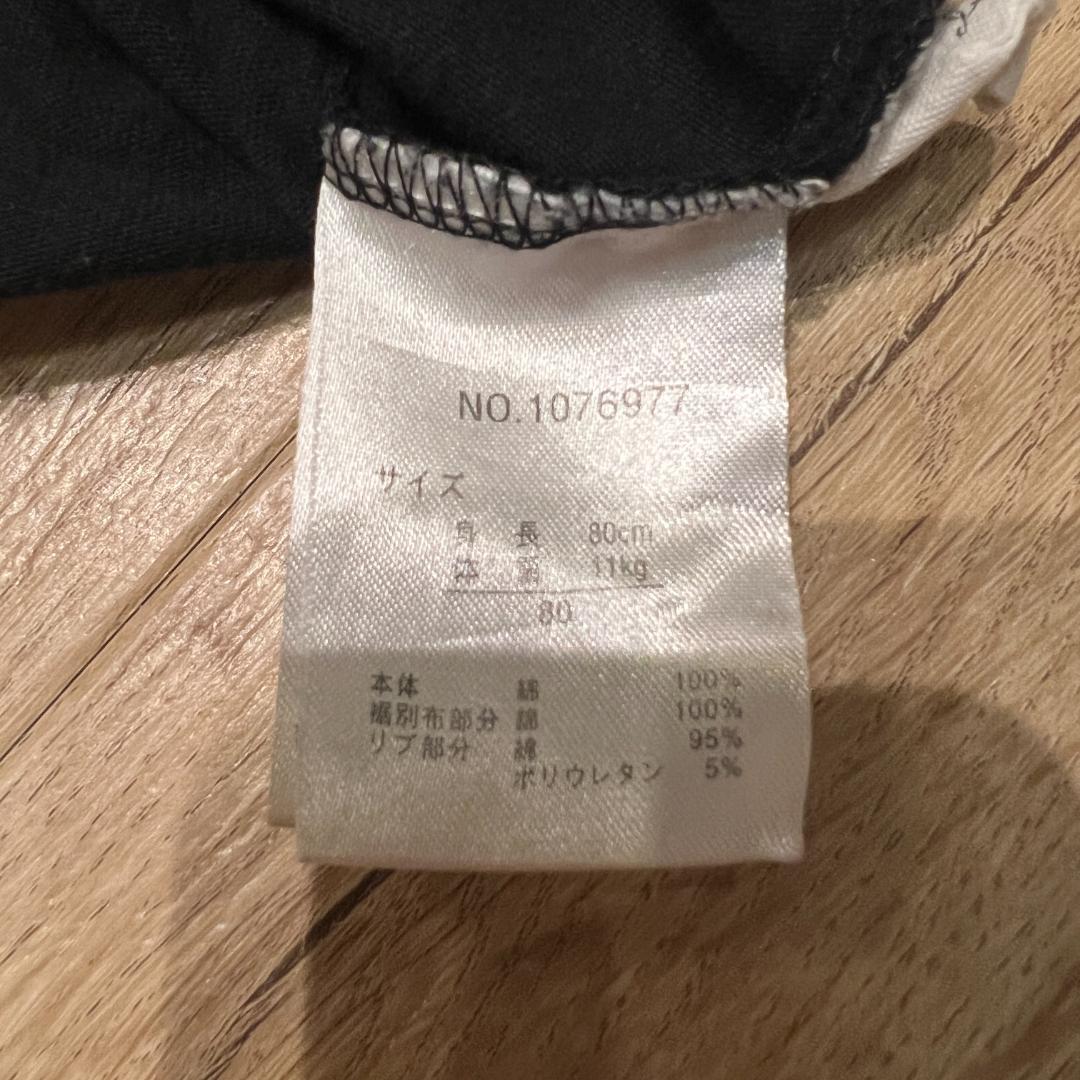 NO.1076977
サイズ
身 長 80cm
体 重 11kg
80
本体 綿 100%
裾別布部分 綿 100%
リブ部分 綿 95%
ポリウレタン 5%